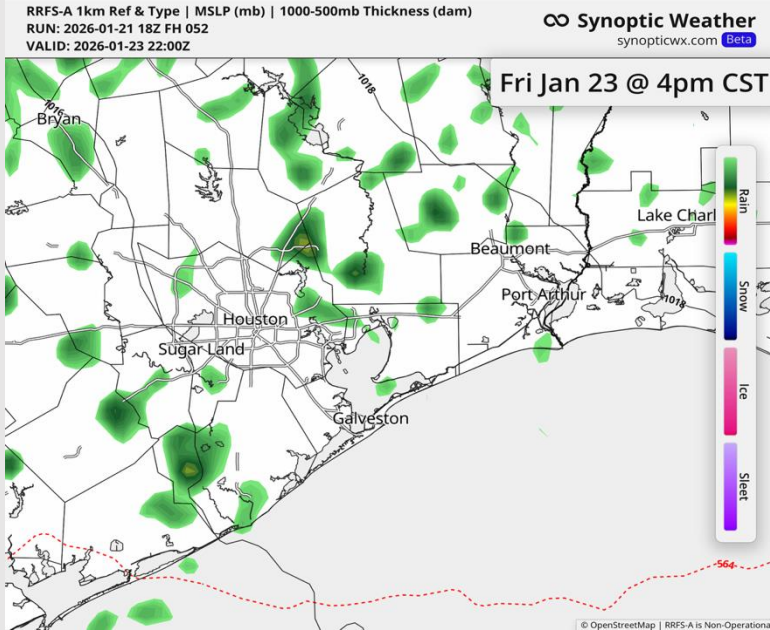 RRFS-A 1km Ref & Type | MSLP (mb) | 1000-500mb Thickness (dam)
RUN: 2026-01-21 18Z FH 052
VALID: 2026-01-23 22:00Z
Synoptic Weather
synopticwx.com Beta
Fri Jan 23 @ 4pm CST
1016
1018
Bryan
Rain
Lake Charl
Beaumont
Snow
Port Arthur
1018
Houston
Sugar Land
Ice
Galveston
Sleet
564
© OpenStreetMap | RRFS-A is Non-Operationa